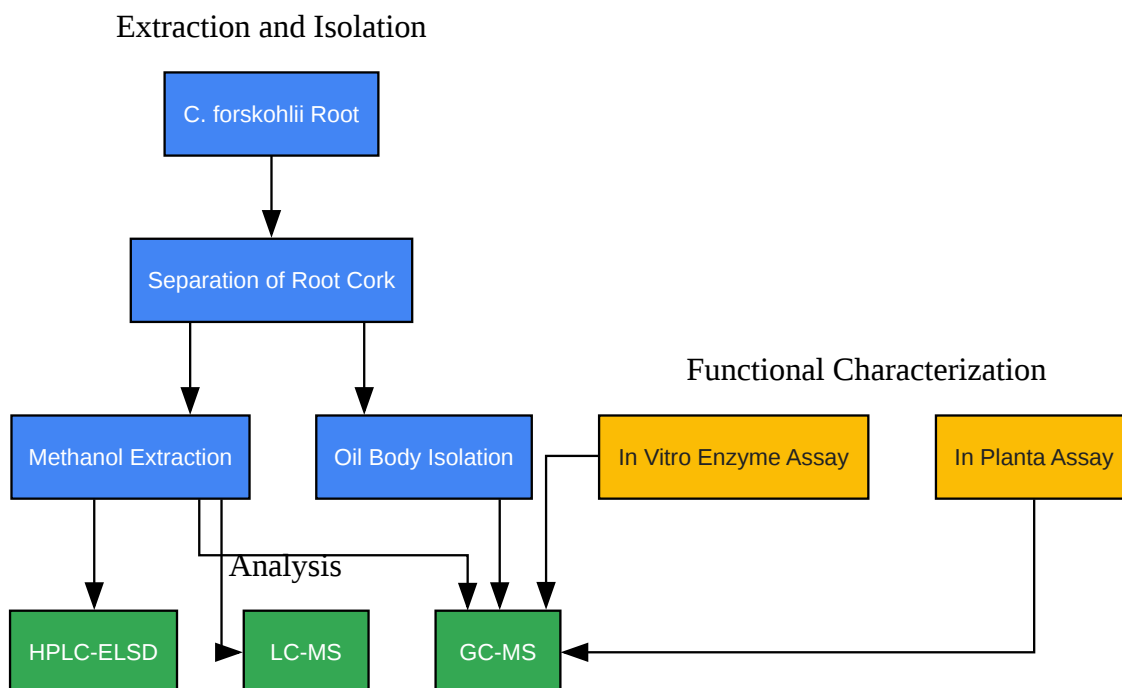 Extraction and Isolation
C. forskohlii Root
Separation of Root Cork
Functional Characterization
Methanol Extraction
Oil Body Isolation
In Vitro Enzyme Assay
In Planta Assay
Analysis
HPLC-ELSD
LC-MS
GC-MS